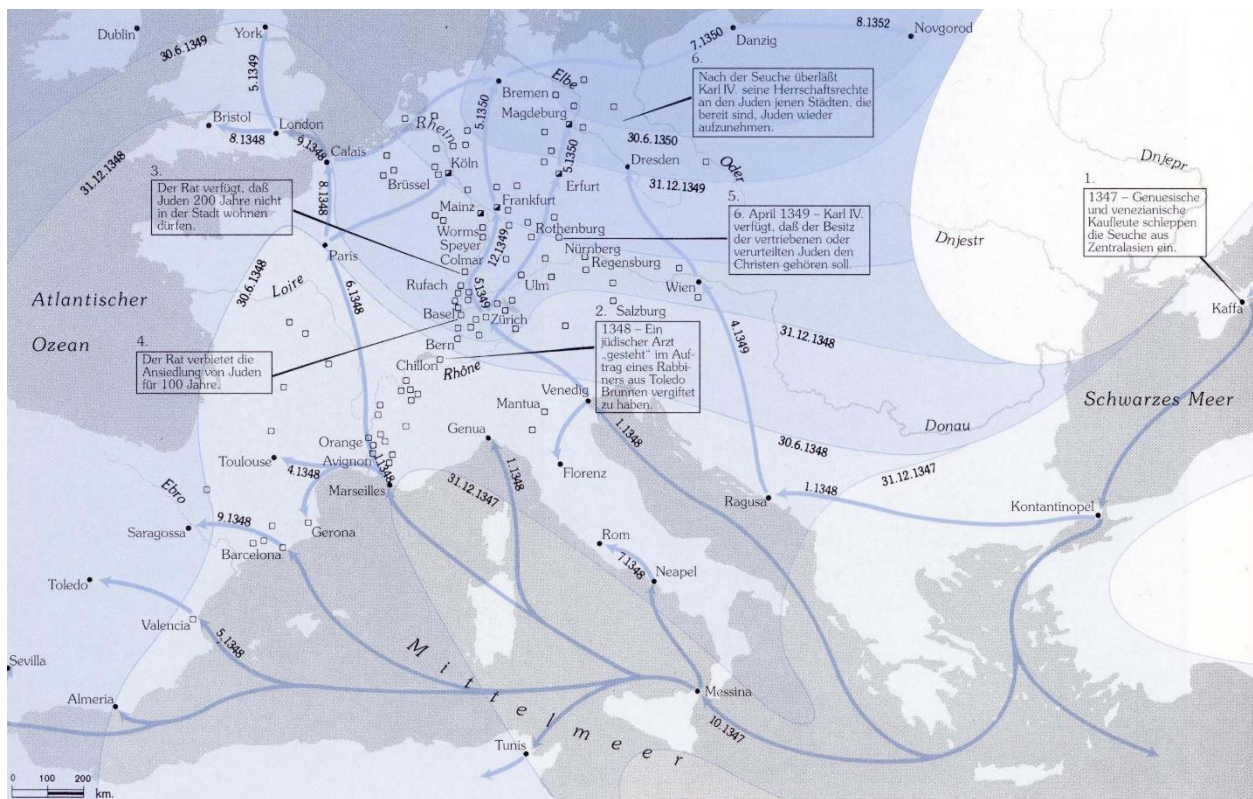 Dublin
York
30.6.1349
5.1349
Bristol
London
8.1348
9.1348
Calais
31.12.1348
8.1348
3.
Der Rat verfügt, daß
Juden 200 Jahre nicht
in der Stadt wohnen
dürfen.
Paris
30.6.1348
Loire
6.1348
Atlantischer
Ozean
4.
Der Rat verbietet die
Ansiedlung von Juden
für 100 Jahre.
7.1350
Danzig
8.1352
Novgorod
6.
Nach der Seuche überläßt
Karl IV. seine Herrschaftsrechte
an den Juden jenen Städten, die
bereit sind, Juden wieder
aufzunehmen.
Elbe
Bremen
Magdeburg
Rhein
5.1350
Köln
Brüssel
5.1350
Erfurt
30.6.1350
Dresden
Oder
31.12.1349
Frankfurt
Mainz
Worms
Speyer
Colmar
12.1349
Rothenburg
Nürnberg
Regensburg
5.
6. April 1349 – Karl IV.
verfügt, daß der Besitz
der vertriebenen oder
verurteilten Juden den
Christen gehören soll.
Dnjepr
1.
1347 – Genuesische
und venezianische
Kaufleute schleppen
die Seuche aus
Zentralasien ein.
Dnjestr
Kaffa
Rufach
51349
Ulm
Wien
Basel
Zürich
Salzburg
Bern
2.
1348 – Ein
jüdischer Arzt
„gesteht“ im Auf-
trag eines Rabbi-
ners aus Toledo
Brunnen vergiftet
zu haben.
Chillon
Rhône
4.1349
31.12.1348
Schwarzes Meer
Donau
Venedig
Mantua
1.1348
Genua
Orange
Avignon
1.1348
Toulouse
4.1348
Marseilles
31.12.1347
1.1348
Florenz
30.6.1348
31.12.1347
Ragusa
1.1348
Kontantinopel
Ebro
9.1348
Saragossa
Gerona
Barcelona
Rom
7.1348
Neapel
Toledo
Valencia
5.1348
Sevilla
Almeria
Mittelmeer
Messina
10.1347
Tunis
0 100 200
km.